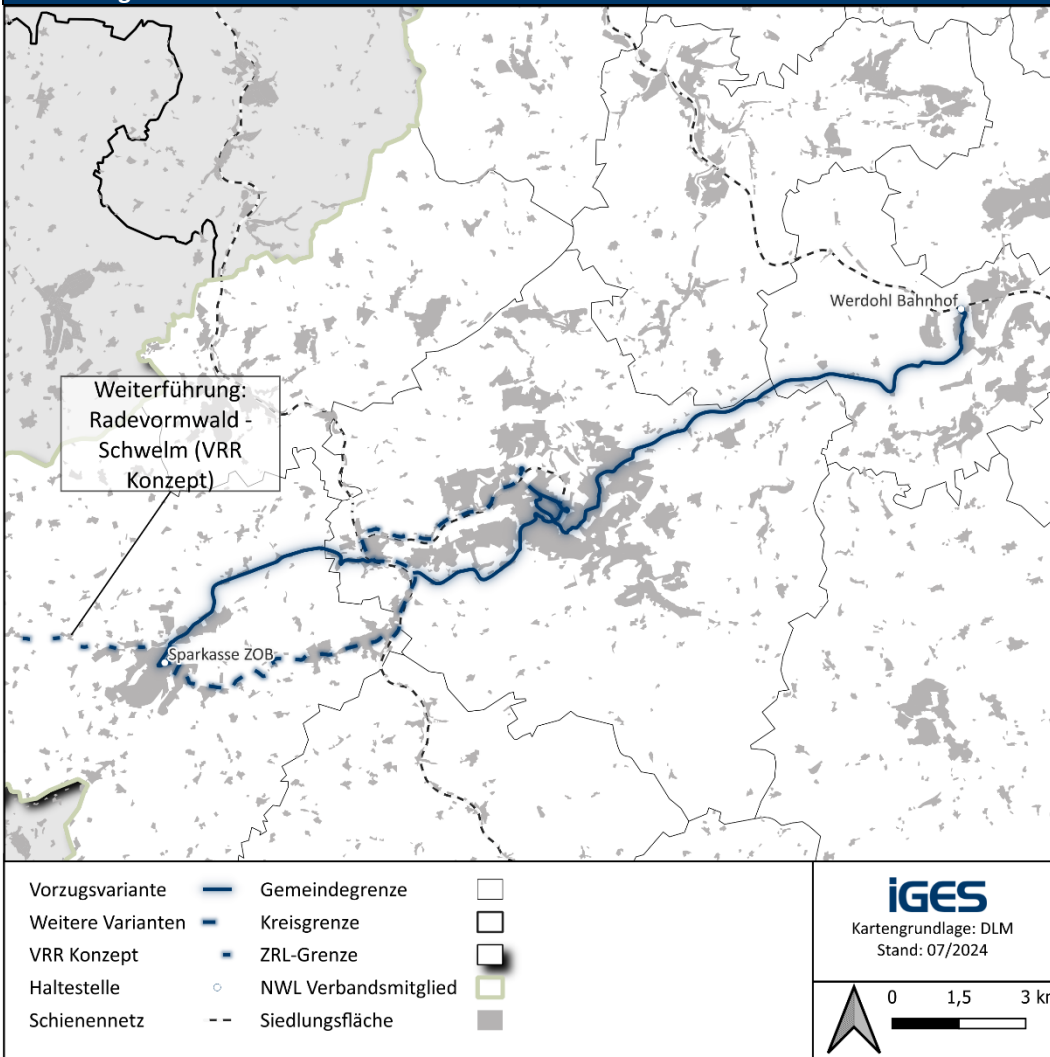 Werdohl Bahnhof
Weiterführung:
Radevormwald -
Schwelm (VRR
Konzept)
Sparkasse ZOB
Vorzugsvariante
Weitere Varianten
VRR Konzept
Haltestelle
Schienennetz
Gemeindegrenze
Kreisgrenze
ZRL-Grenze
NWL Verbandsmitglied
Siedlungsfläche
iGES
Kartengrundlage: DLM
Stand: 07/2024
0 1,5 3 km